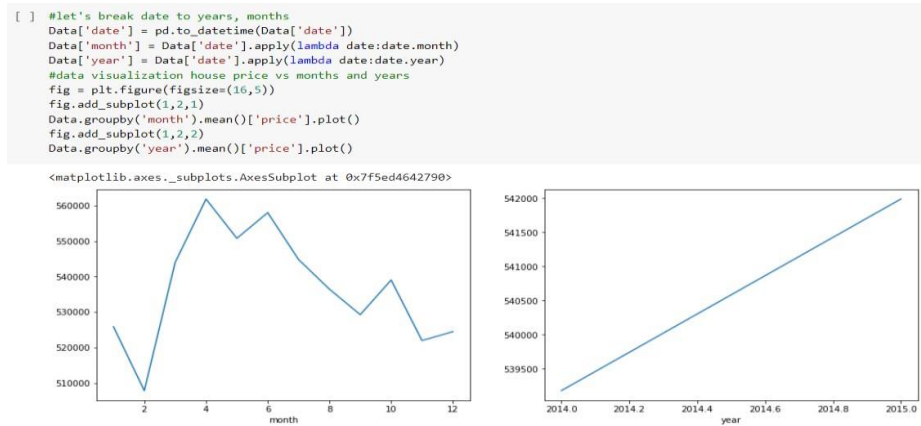 [ ] #let's break date to years, months
Data['date'] = pd.to_datetime(Data['date'])
Data['month'] = Data['date'].apply(lambda date:date.month)
Data['year'] = Data['date'].apply(lambda date:date.year)
#data visualization house price vs months and years
fig = plt.figure(figsize=(16,5))
fig.add_subplot(1,2,1)
Data.groupby('month').mean()['price'].plot()
fig.add_subplot(1,2,2)
Data.groupby('year').mean()['price'].plot()
<matplotlib.axes._subplots.AxesSubplot at 0x7f5ed4642790>
560000
550000
540000
530000
520000
510000
2 4 6 8 10 12
month
542000
541500
541000
540500
540000
539500
2014.0 2014.2 2014.4 2014.6 2014.8 2015.0
year